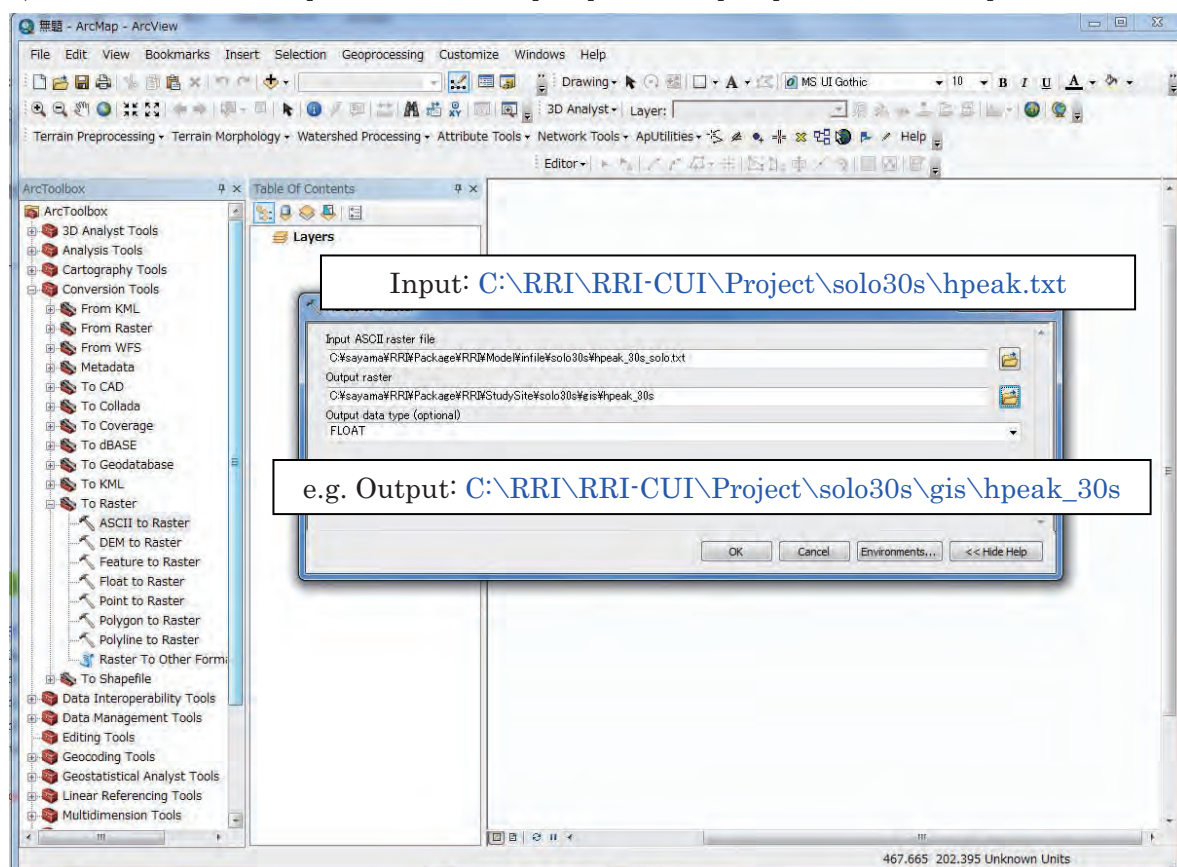 無題 - ArcMap - ArcView
File Edit View Bookmarks Insert Selection Geoprocessing Customize Windows Help
Drawing A MS UI Gothic 10 B I U A
3D Analyst Layer:
Terrain Preprocessing Terrain Morphology Watershed Processing Attribute Tools Network Tools ApUtilities Help
Editor
ArcToolbox
Table Of Contents
ArcToolbox
3D Analyst Tools
Analysis Tools
Cartography Tools
Conversion Tools
From KML
From Raster
From WFS
Metadata
To CAD
To Collada
To Coverage
To dBASE
To Geodatabase
To KML
To Raster
ASCII to Raster
DEM to Raster
Feature to Raster
Float to Raster
Point to Raster
Polygon to Raster
Polyline to Raster
Raster To Other Forma
To Shapefile
Data Interoperability Tools
Data Management Tools
Editing Tools
Geocoding Tools
Geostatistical Analyst Tools
Linear Referencing Tools
Multidimension Tools
Layers
Input: C:\RRI\RRI-CUI\Project\solo30s\hpeak.txt
Input ASCII raster file
C:¥sayama¥RRI¥Package¥RRI¥Model¥infile¥solo30s¥hpeak_30s_solo.txt
Output raster
C:¥sayama¥RRI¥Package¥RRI¥StudySite¥solo30s¥gis¥hpeak_30s
Output data type (optional)
FLOAT
e.g. Output: C:\RRI\RRI-CUI\Project\solo30s\gis\hpeak_30s
OK Cancel Environments... << Hide Help
467.665 202.395 Unknown Units